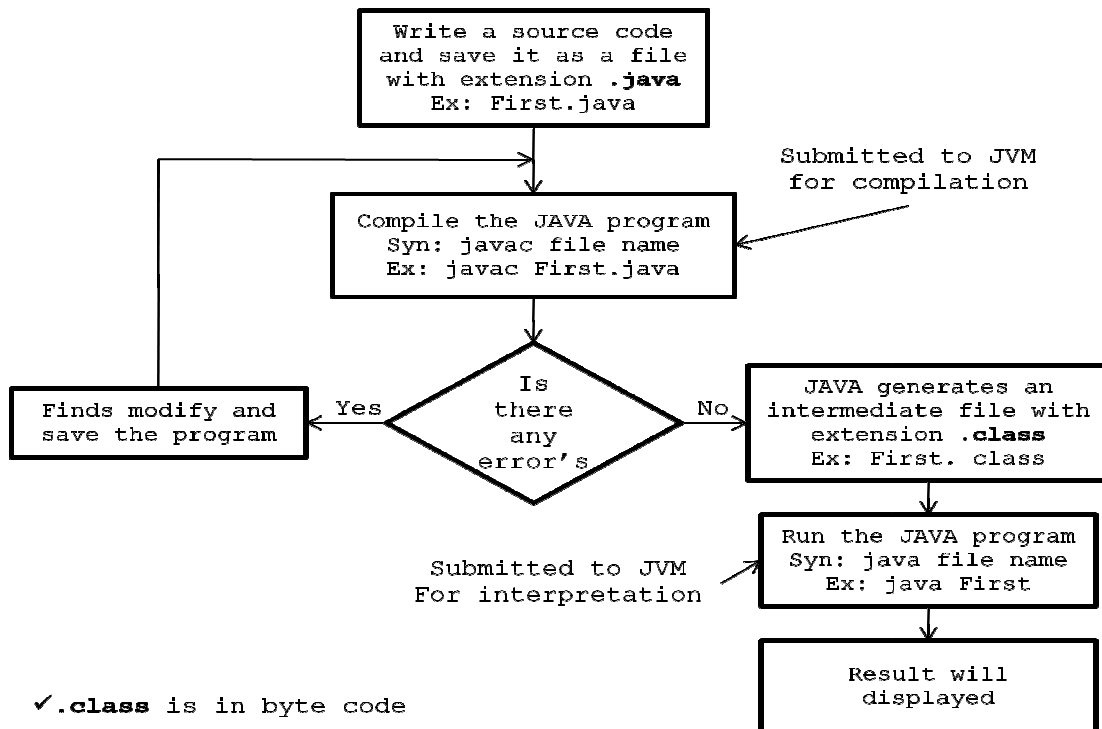 Write a source code
and save it as a file
with extension .java
Ex: First.java
Submitted to JVM
for compilation
Compile the JAVA program
Syn: javac file name
Ex: javac First.java
Is
there
any
error's
Yes
No
Finds modify and
save the program
JAVA generates an
intermediate file with
extension .class
Ex: First. class
Run the JAVA program
Syn: java file name
Ex: java First
Submitted to JVM
For interpretation
Result will
displayed
✓.class is in byte code